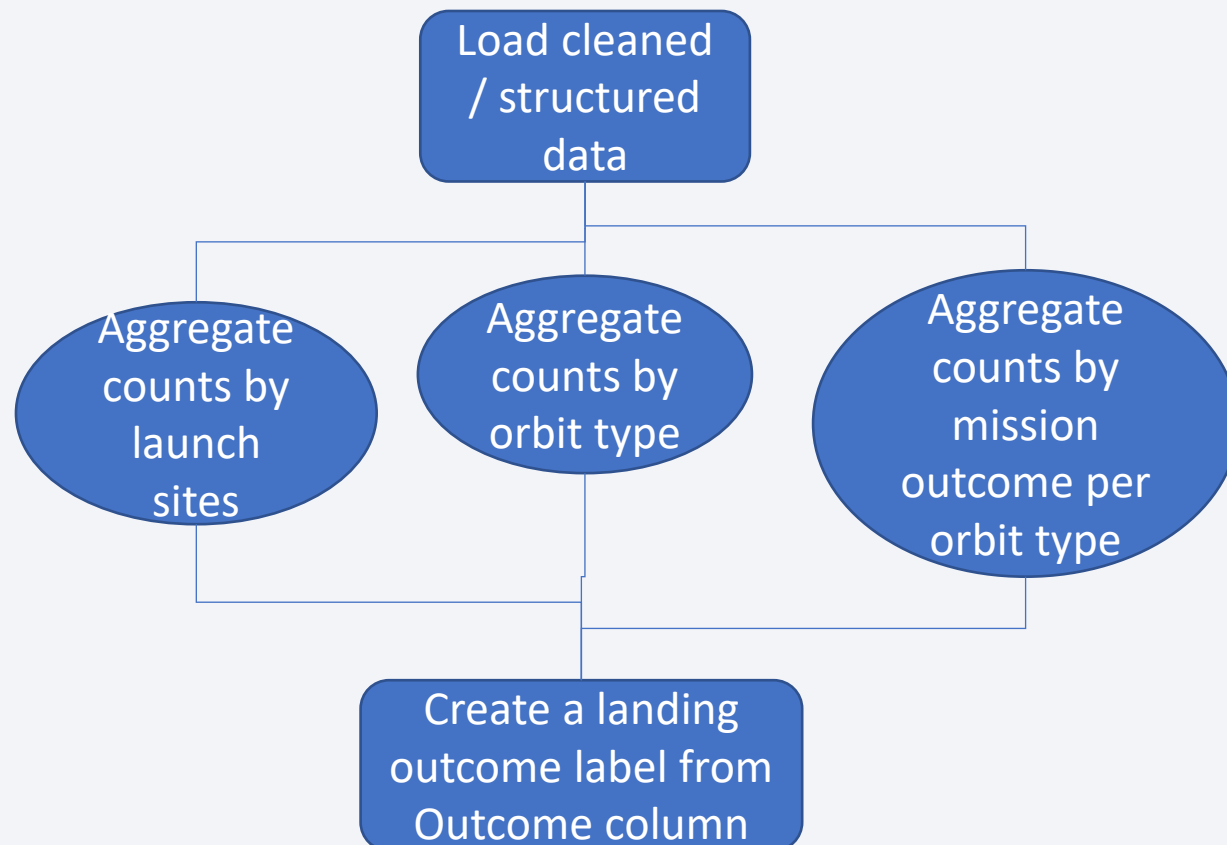 Load cleaned
/ structured
data
Aggregate
counts by
launch
sites
Aggregate
counts by
orbit type
Aggregate
counts by
mission
outcome per
orbit type
Create a landing
outcome label from
Outcome column